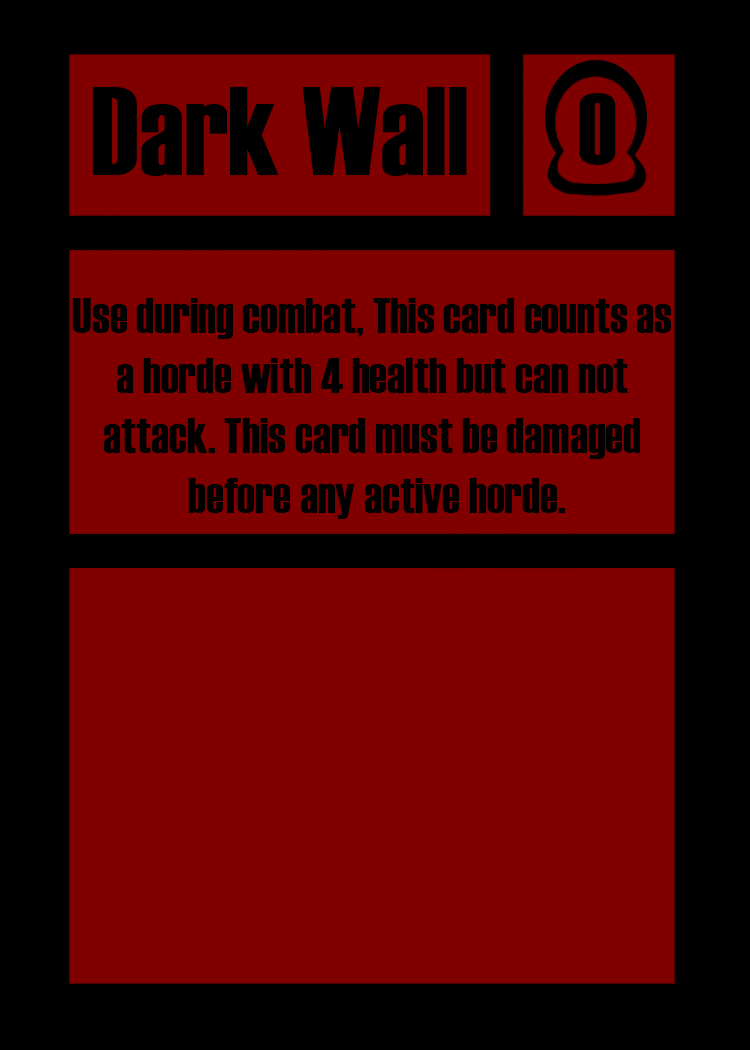 Dark Wall
0
Use during combat, This card counts as
a horde with 4 health but can not
attack. This card must be damaged
before any active horde.